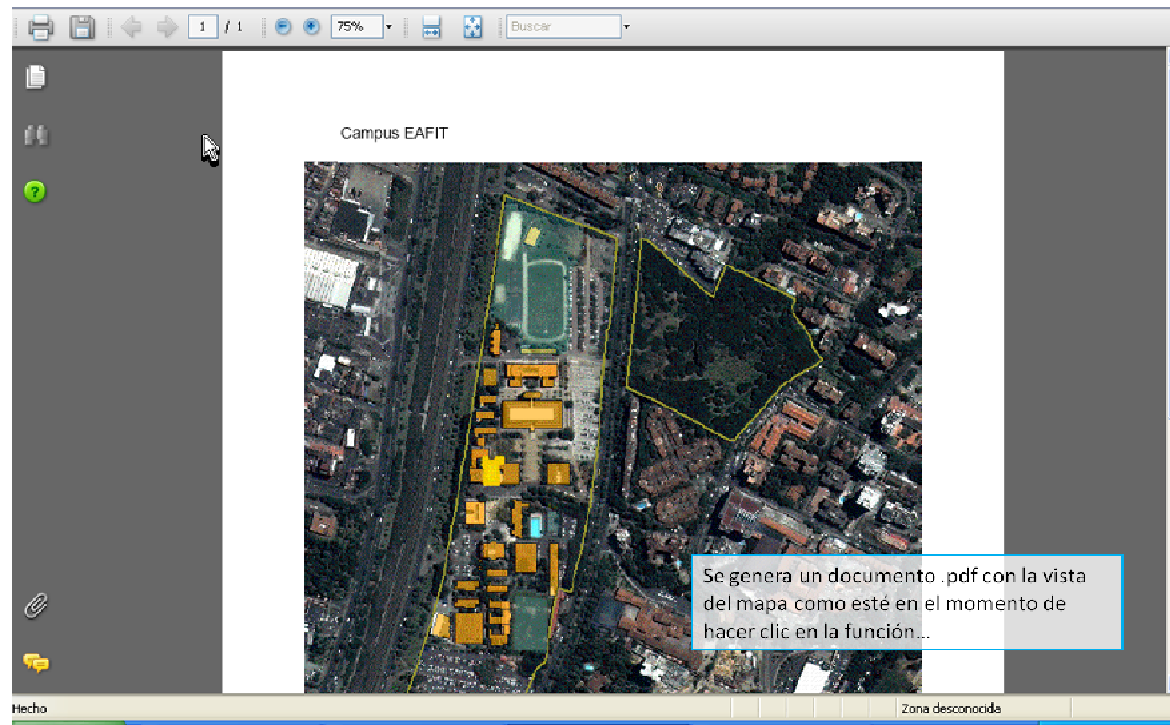 1 / 1 75% Buscar
Campus EAFIT
Se genera un documento .pdf con la vista
del mapa como esté en el momento de
hacer clic en la función...
Hecho Zona desconocida